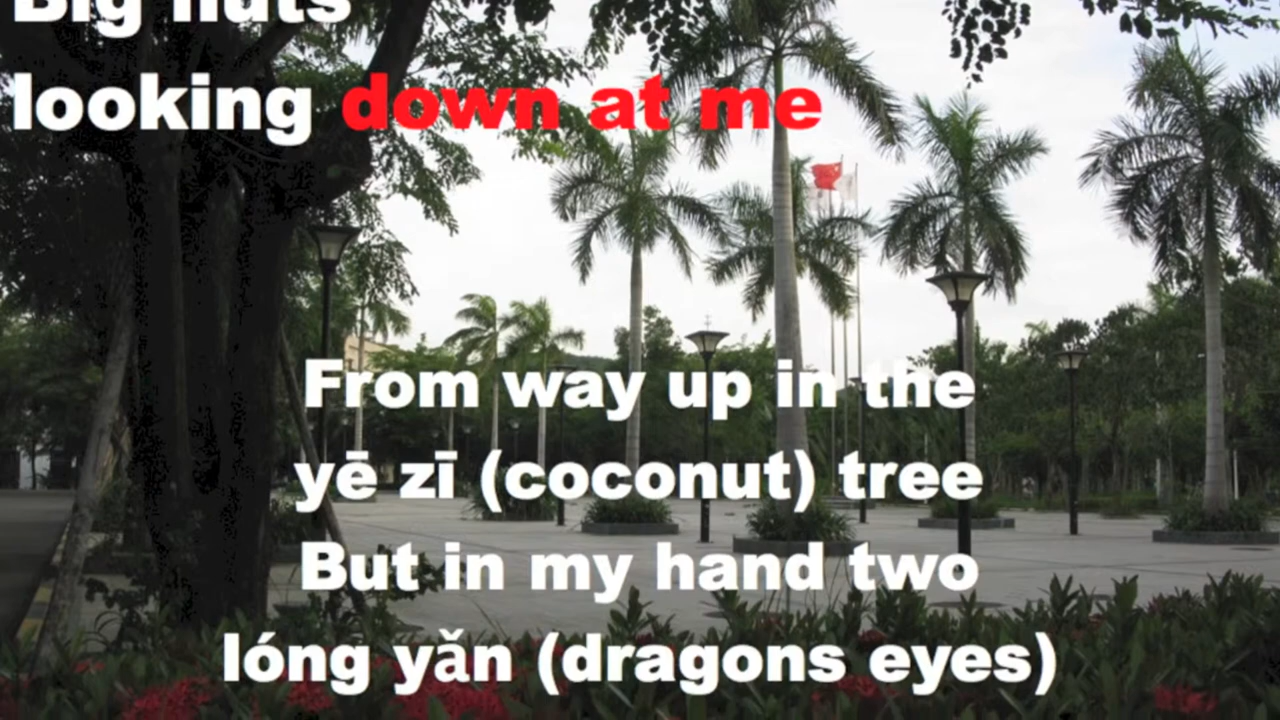 Big nuts
looking down at me
From way up in the
yē zī (coconut) tree
But in my hand two
lóng yǎn (dragons eyes)